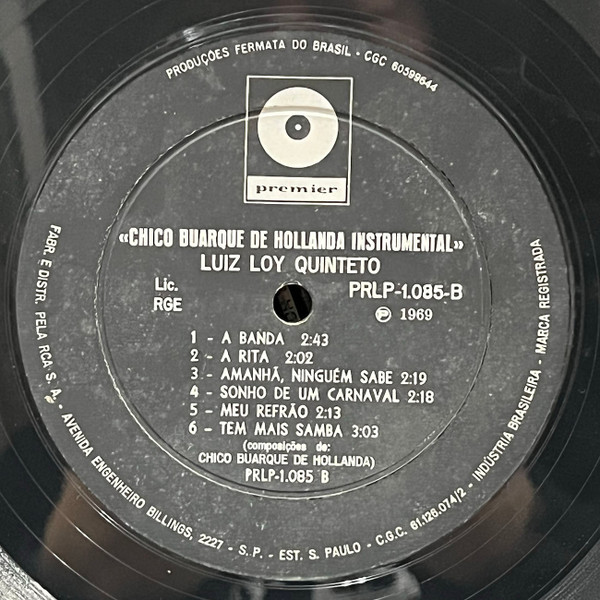 PRODUÇÕES FERMATA DO BRASIL - CGC 60599644
premier
«CHICO BUARQUE DE HOLLANDA INSTRUMENTAL»
LUIZ LOY QUINTETO
Lic.
RGE
PRLP-1.085-B
℗ 1969
1 - A BANDA 2:43
2 - A RITA 2:02
3 - AMANHÃ, NINGUÉM SABE 2:19
4 - SONHO DE UM CARNAVAL 2:18
5 - MEU REFRÃO 2:13
6 - TEM MAIS SAMBA 3:03
(composições de:
CHICO BUARQUE DE HOLLANDA)
PRLP-1.085 B
FABR. E DISTR. PELA RCA S. A. - AVENIDA ENGENHEIRO BILLINGS, 2227 - S. P. - EST. S. PAULO - C.G.C. 61.126.074/2 - INDÚSTRIA BRASILEIRA - MARCA REGISTRADA